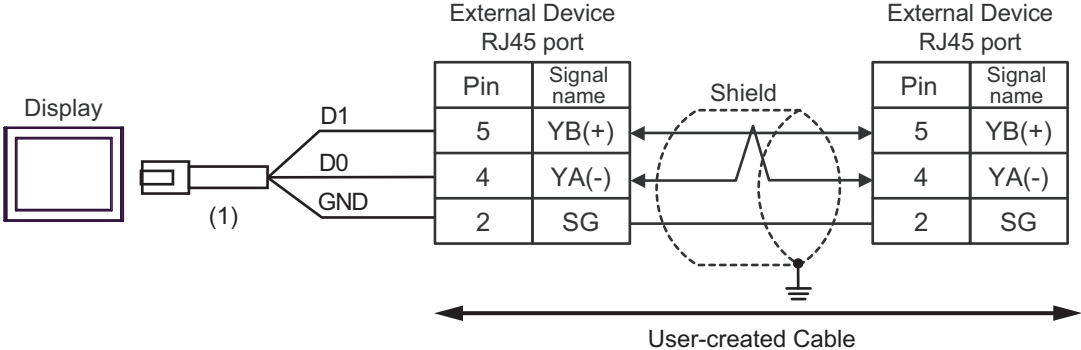 External Device
RJ45 port
External Device
RJ45 port
Display
(1)
D1
D0
GND
Pin
Signal
name
5
YB(+)
4
YA(-)
2
SG
Shield
Pin
Signal
name
5
YB(+)
4
YA(-)
2
SG
User-created Cable